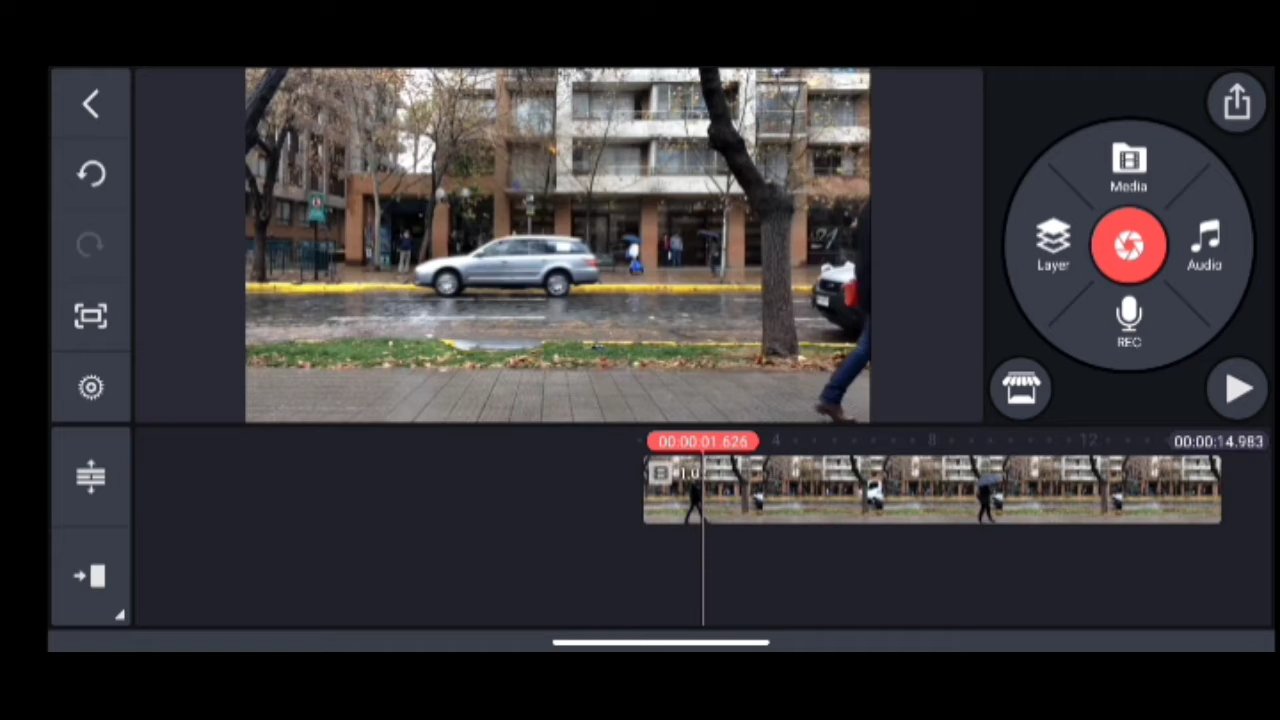 Media
Layer
Audio
REC
00:00:01.626
4
8
12
00:00:14.983